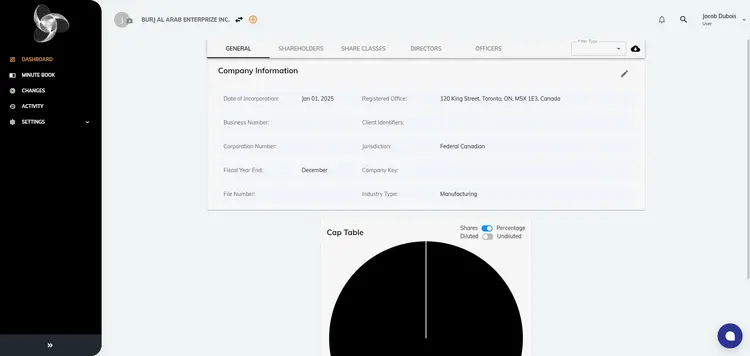 J
BURJ AL ARAB ENTERPRIZE INC.
Jacob Dubois
User
DASHBOARD
MINUTE BOOK
CHANGES
ACTIVITY
SETTINGS
GENERAL SHAREHOLDERS SHARE CLASSES DIRECTORS OFFICERS
Filter Type
Company Information
Date of Incorporation: Jan 01, 2025 Registered Office: 120 King Street, Toronto, ON, M5X 1E3, Canada
Business Number: Client Identifiers:
Corporation Number: Jurisdiction: Federal Canadian
Fiscal Year End: December Company Key:
File Number: Industry Type: Manufacturing
Cap Table
Shares Percentage
Diluted Undiluted